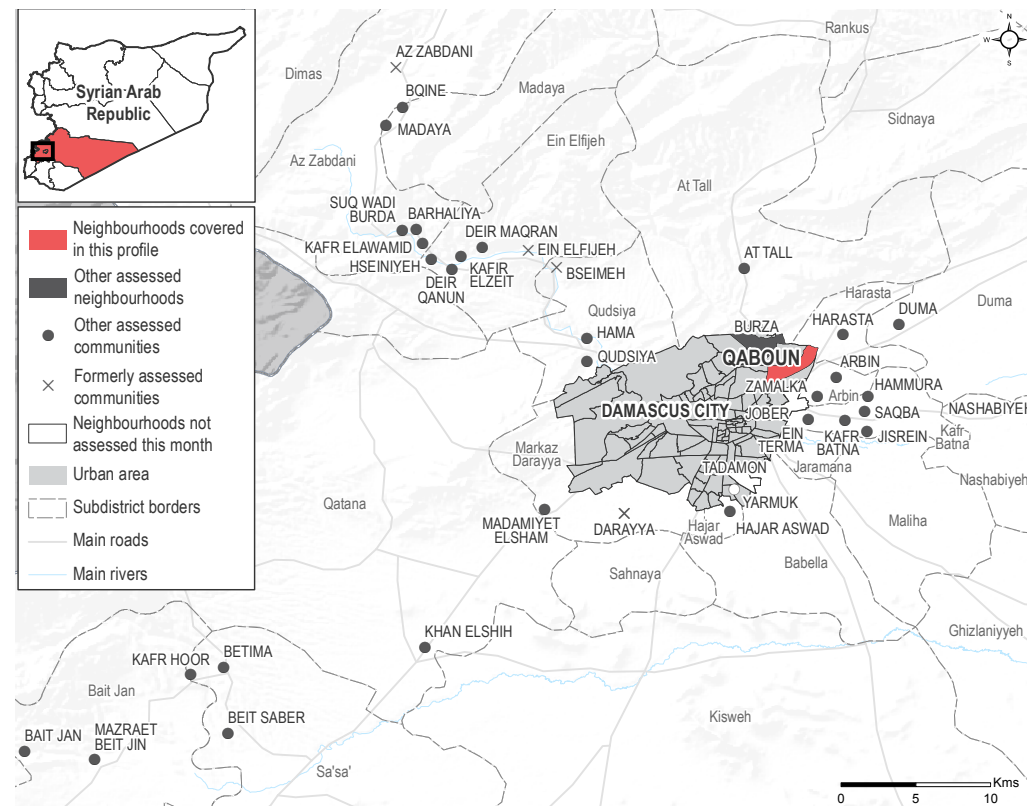 Syrian Arab
Republic
Neighbourhoods covered
in this profile
Other assessed
neighbourhoods
Other assessed
communities
Formerly assessed
communities
Neighbourhoods not
assessed this month
Urban area
Subdistrict borders
Main roads
Main rivers
N
W
S
Rankus
AZ ZABDANI
Dimas
BQINE
Madaya
MADAYA
Sidnaya
Ein Elfijeh
Az Zabdani
At Tall
SUQ WADI
BURDA
BARHALIYA
DEIR MAQRAN
KAFR ELAWAMID
EIN ELFIJEH
HSEINIYEH
KAFIR
ELZEIT
BSEIMEH
DEIR
QANUN
AT TALL
Harasta
Duma
Qudsiya
DUMA
HARASTA
BURZA
HAMA
QUDSIYA
QABOUN
ARBIN
ZAMALKA
HAMMURA
Arbin
DAMASCUS CITY
JOBER
SAQBA
NASHABIYEH
EIN
TERMA
KAFR
BATNA
JISREIN
Kafr
Batna
Markaz
Darayya
TADAMON
Jaramana
Nashabiyeh
Qatana
YARMUK
MADAMIYET
ELSHAM
DARAYYA
Hajar
Aswad
HAJAR ASWAD
Maliha
Sahnaya
Babella
Ghizlaniyyeh
KHAN ELSHIH
KAFR HOOR
BETIMA
Bait Jan
BEIT SABER
Kisweh
BAIT JAN
MAZRAET
BEIT JIN
Sa'sa'
Kms
0
5
10